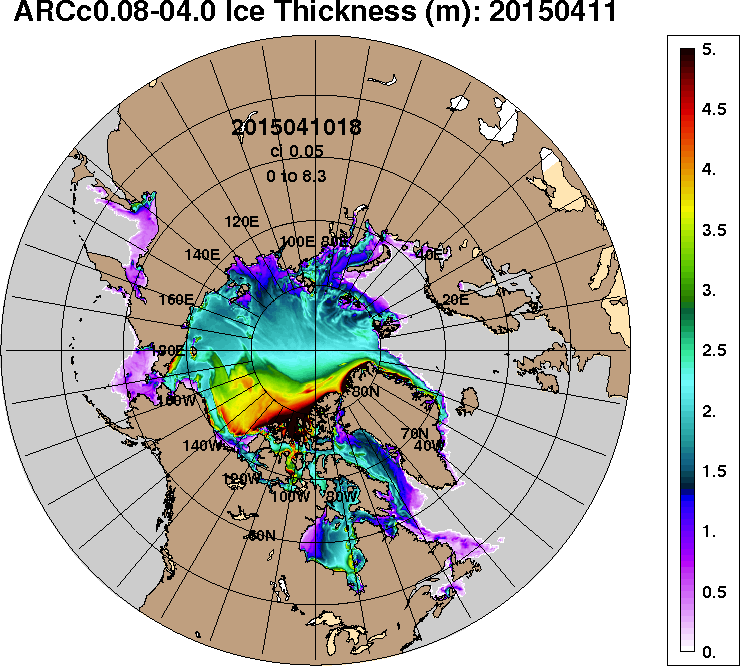 ARCc0.08-04.0 Ice Thickness (m): 20150411
2015041018
ci 0.05
0 to 8.3
120E
100E 80E
140E
40E
160E
20E
180E
160W
80N
140W
70N
40W
120W
100W 80W
60N
5.
4.5
4.
3.5
3.
2.5
2.
1.5
1.
0.5
0.